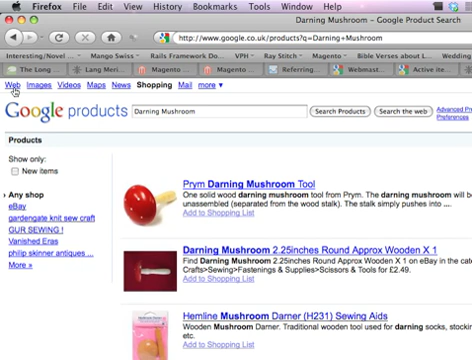 Firefox File Edit View History Bookmarks Tools Window Help
Darning Mushroom – Google Product Search
http://www.google.co.uk/products?q=Darning+Mushroom
Interesting/Novel ... Mango Swiss Rails Framework Do... VPH Ray Stuff Magento Bible Verses about L...
The Long ... Lang Meri... Magento ... Magento ... Referring... Webmast... Active ite...
Web Images Videos Maps News Shopping Mail more ▼
Google products Darning Mushroom Search Products Search the web Advanced Pr
Preferences
Products
Show only:
New items
Any shop
eBay
gardengate knit sew craft
GUR SEWING !
Vanished Eras
philip skinner antiques ...
More »
Prym Darning Mushroom Tool
One solid wood darning mushroom tool from Prym. The darning mushroom will be
unassembled (separated from the wood stalk). The stalk simply pushes into ....
Add to Shopping List
Darning Mushroom 2.25inches Round Approx Wooden X 1
Find Darning Mushroom 2.25inches Round Approx Wooden X 1 on eBay in the cate
Crafts>Sewing>Fastenings & Supplies>Scissors & Tools for £2.49.
Add to Shopping List
Hemline Mushroom Darner (H231) Sewing Aids
Wooden Mushroom Darner. Traditional wooden tool used for darning socks, stockin
etc.
Add to Shopping List